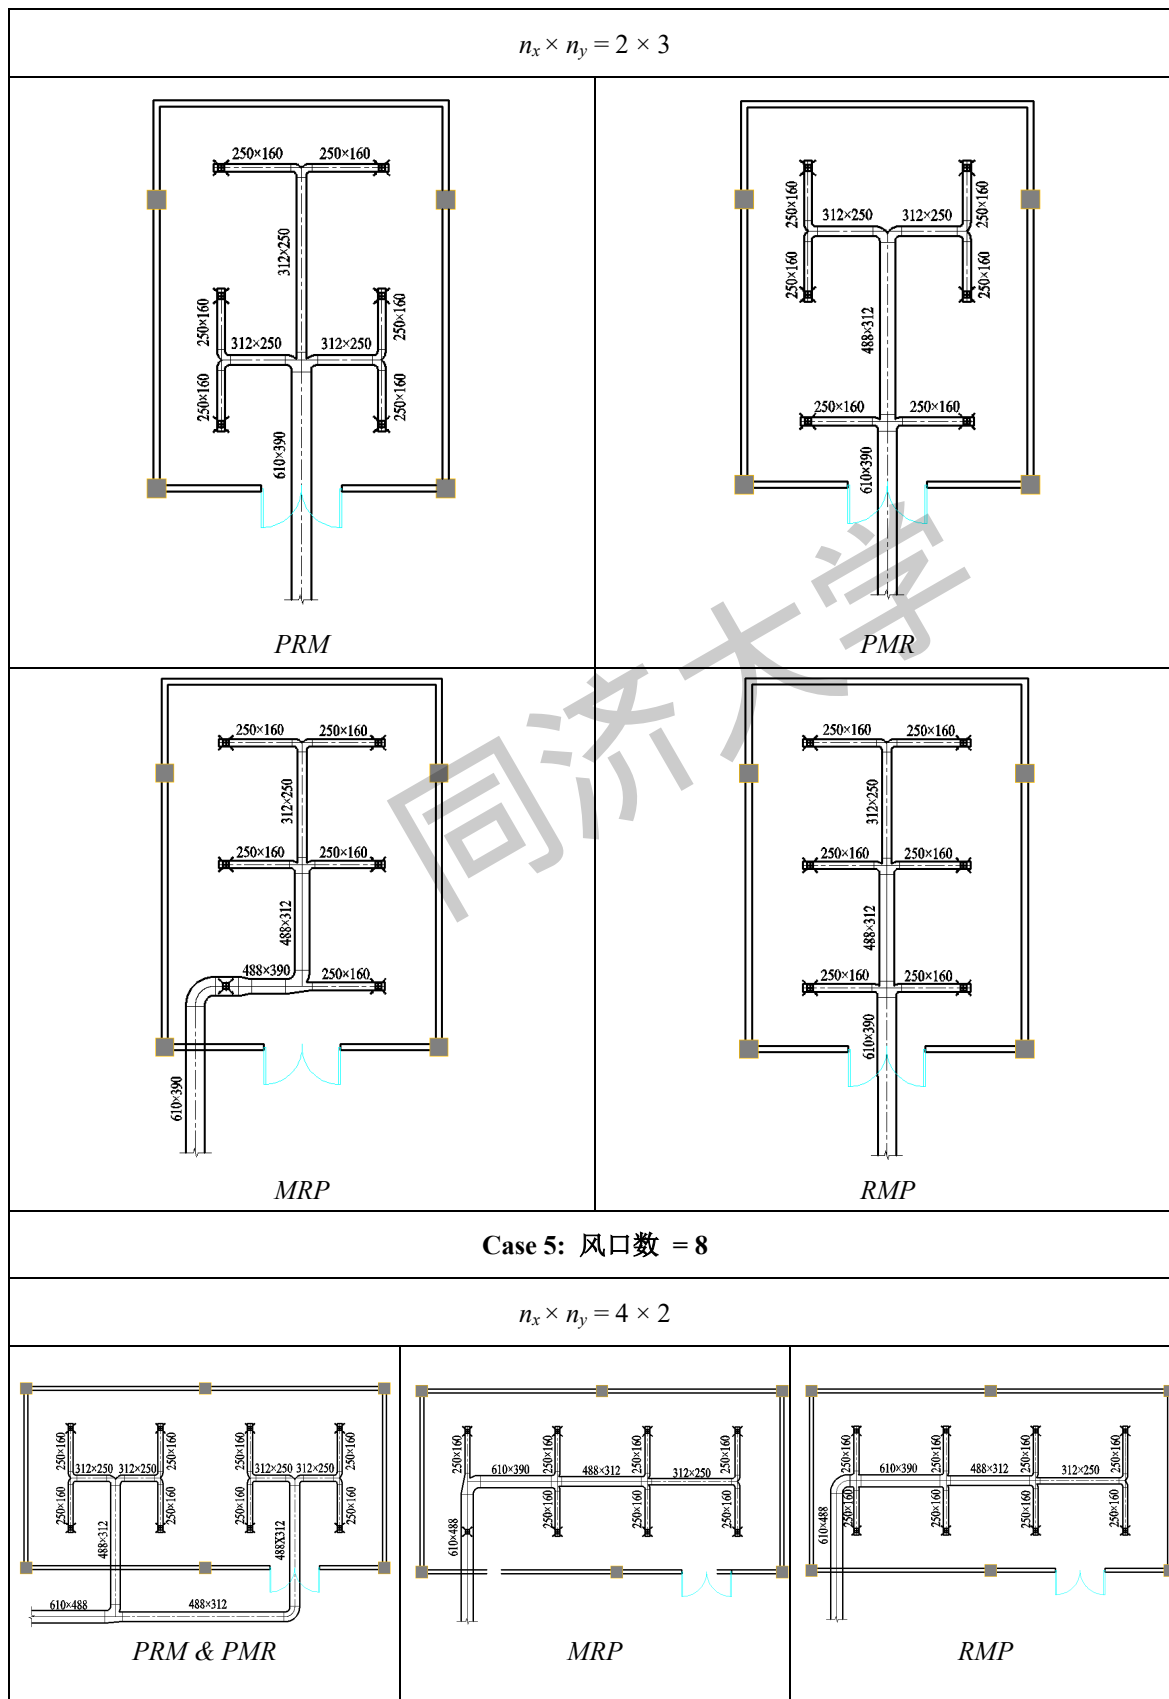 nx × ny = 2 × 3
250×160 250×160
312×250
250×160 250×160
312×250 312×250
250×160 250×160
610×390
PRM
250×160 250×160
312×250 312×250
250×160 250×160
488×312
250×160 250×160
610×390
PMR
250×160 250×160
312×250
250×160 250×160
488×312
488×390 250×160
610×390
MRP
250×160 250×160
312×250
250×160 250×160
488×312
250×160 250×160
610×390
RMP
同济大学
Case 5: 风口数 = 8
nx × ny = 4 × 2
250×160 250×160 250×160 250×160
312×250 312×250 312×250 312×250
250×160 250×160 250×160 250×160
488×312 488×312
610×488 488×312
PRM & PMR
250×160 250×160 250×160 250×160
610×390 488×312 312×250
250×160 250×160 250×160
610×488
MRP
250×160 250×160 250×160 250×160
610×390 488×312 312×250
250×160 250×160 250×160 250×160
610×488
RMP